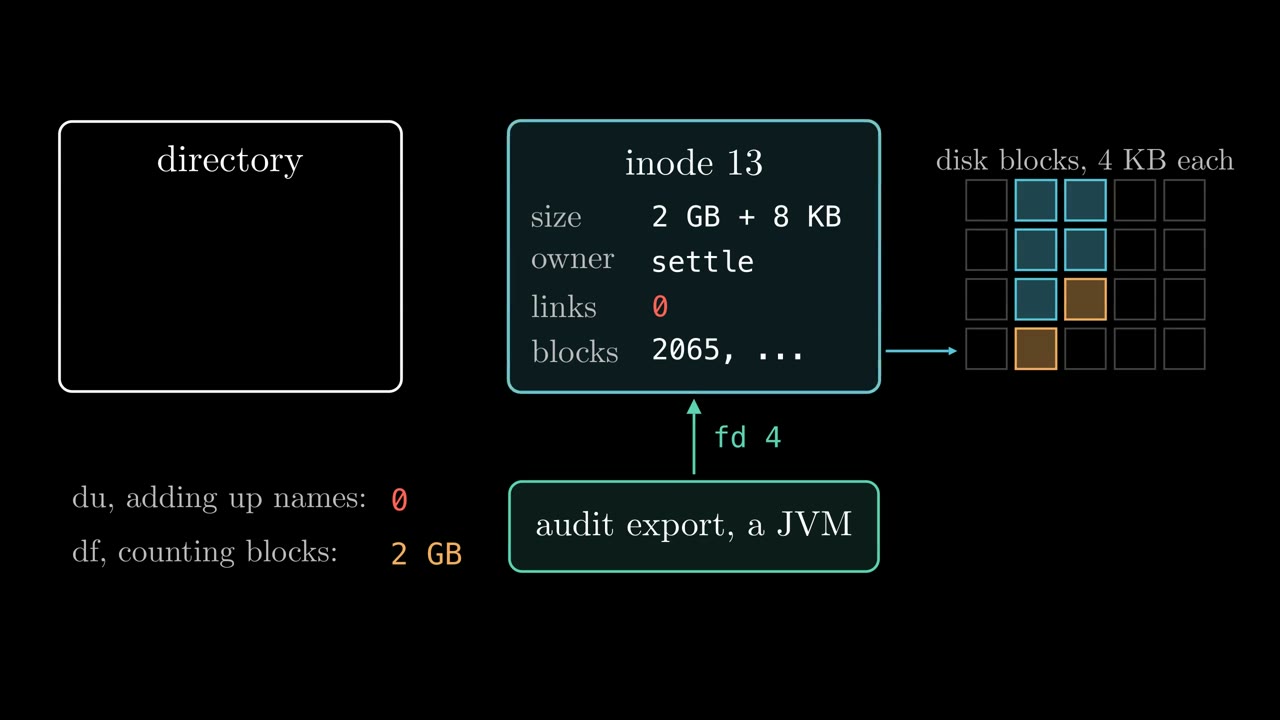 directory
inode 13
size 2 GB + 8 KB
owner settle
links 0
blocks 2065, ...
disk blocks, 4 KB each
fd 4
audit export, a JVM
du, adding up names: 0
df, counting blocks: 2 GB